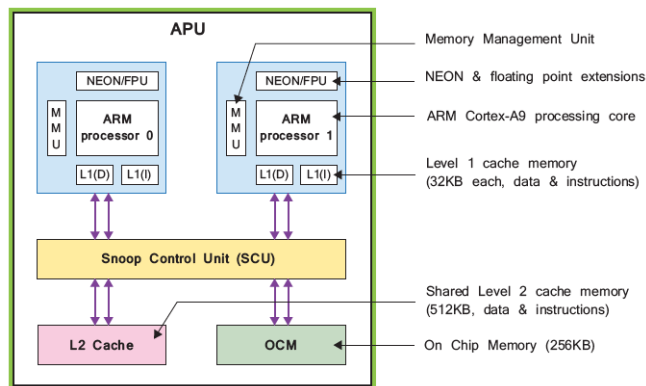 APU
NEON/FPU
M
M
U
ARM
processor 0
L1(D) L1(I)
NEON/FPU
M
M
U
ARM
processor 1
L1(D) L1(I)
Snoop Control Unit (SCU)
L2 Cache
OCM
Memory Management Unit
NEON & floating point extensions
ARM Cortex-A9 processing core
Level 1 cache memory
(32KB each, data & instructions)
Shared Level 2 cache memory
(512KB, data & instructions)
On Chip Memory (256KB)